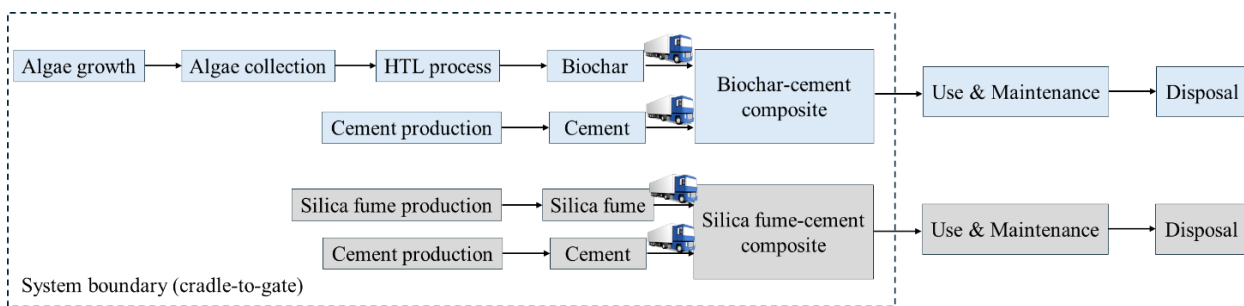 Algae growth
Algae collection
HTL process
Biochar
Biochar-cement
composite
Use & Maintenance
Disposal
Cement production
Cement
Silica fume production
Silica fume
Silica fume-cement
composite
Use & Maintenance
Disposal
Cement production
Cement
System boundary (cradle-to-gate)